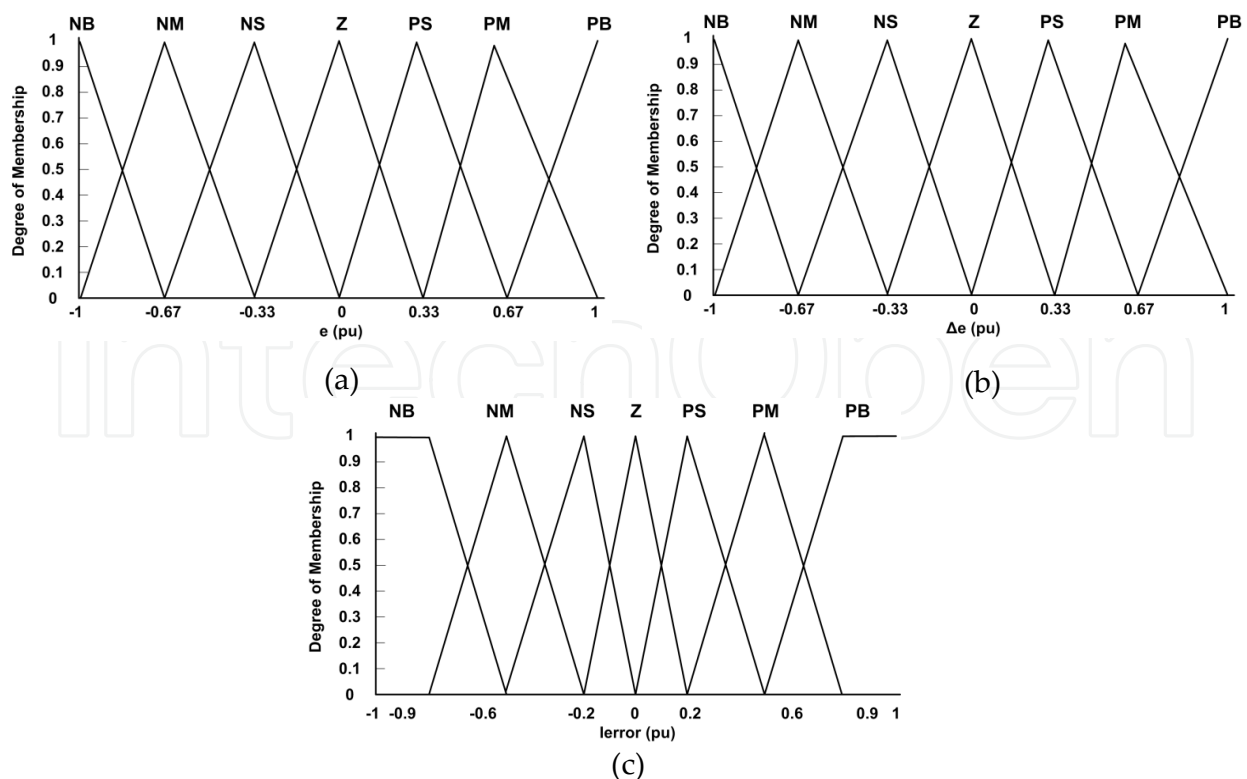 NB NM NS Z PS PM PB
Degree of Membership
1
0.9
0.8
0.7
0.6
0.5
0.4
0.3
0.2
0.1
0
-1 -0.67 -0.33 0 0.33 0.67 1
e (pu)
(a)
NB NM NS Z PS PM PB
Degree of Membership
1
0.9
0.8
0.7
0.6
0.5
0.4
0.3
0.2
0.1
0
-1 -0.67 -0.33 0 0.33 0.67 1
Δe (pu)
(b)
IntechOpen
NB NM NS Z PS PM PB
Degree of Membership
1
0.9
0.8
0.7
0.6
0.5
0.4
0.3
0.2
0.1
0
-1 -0.9 -0.6 -0.2 0 0.2 0.6 0.9 1
Ierror (pu)
(c)